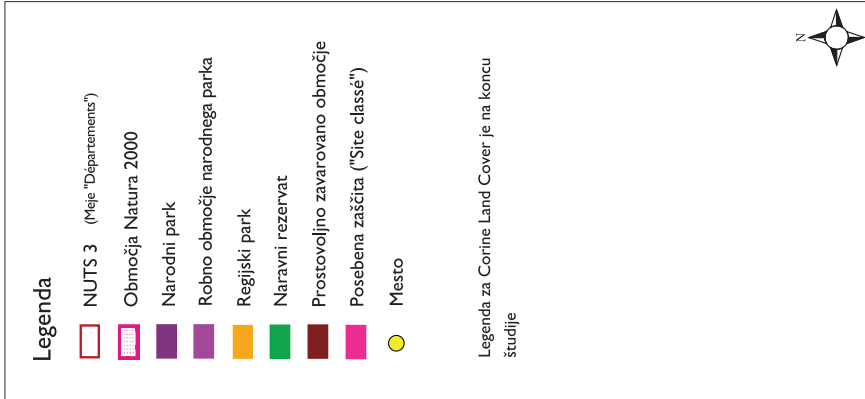 Legenda
NUTS 3 (Meje "Départements")
Območja Natura 2000
Narodni park
Robno območje narodnega parka
Regijski park
Naravni rezervat
Prostovoljno zavarovano območje
Posebena zaščita ("Site classé")
Mesto
Legenda za Corine Land Cover je na koncu
študije
N